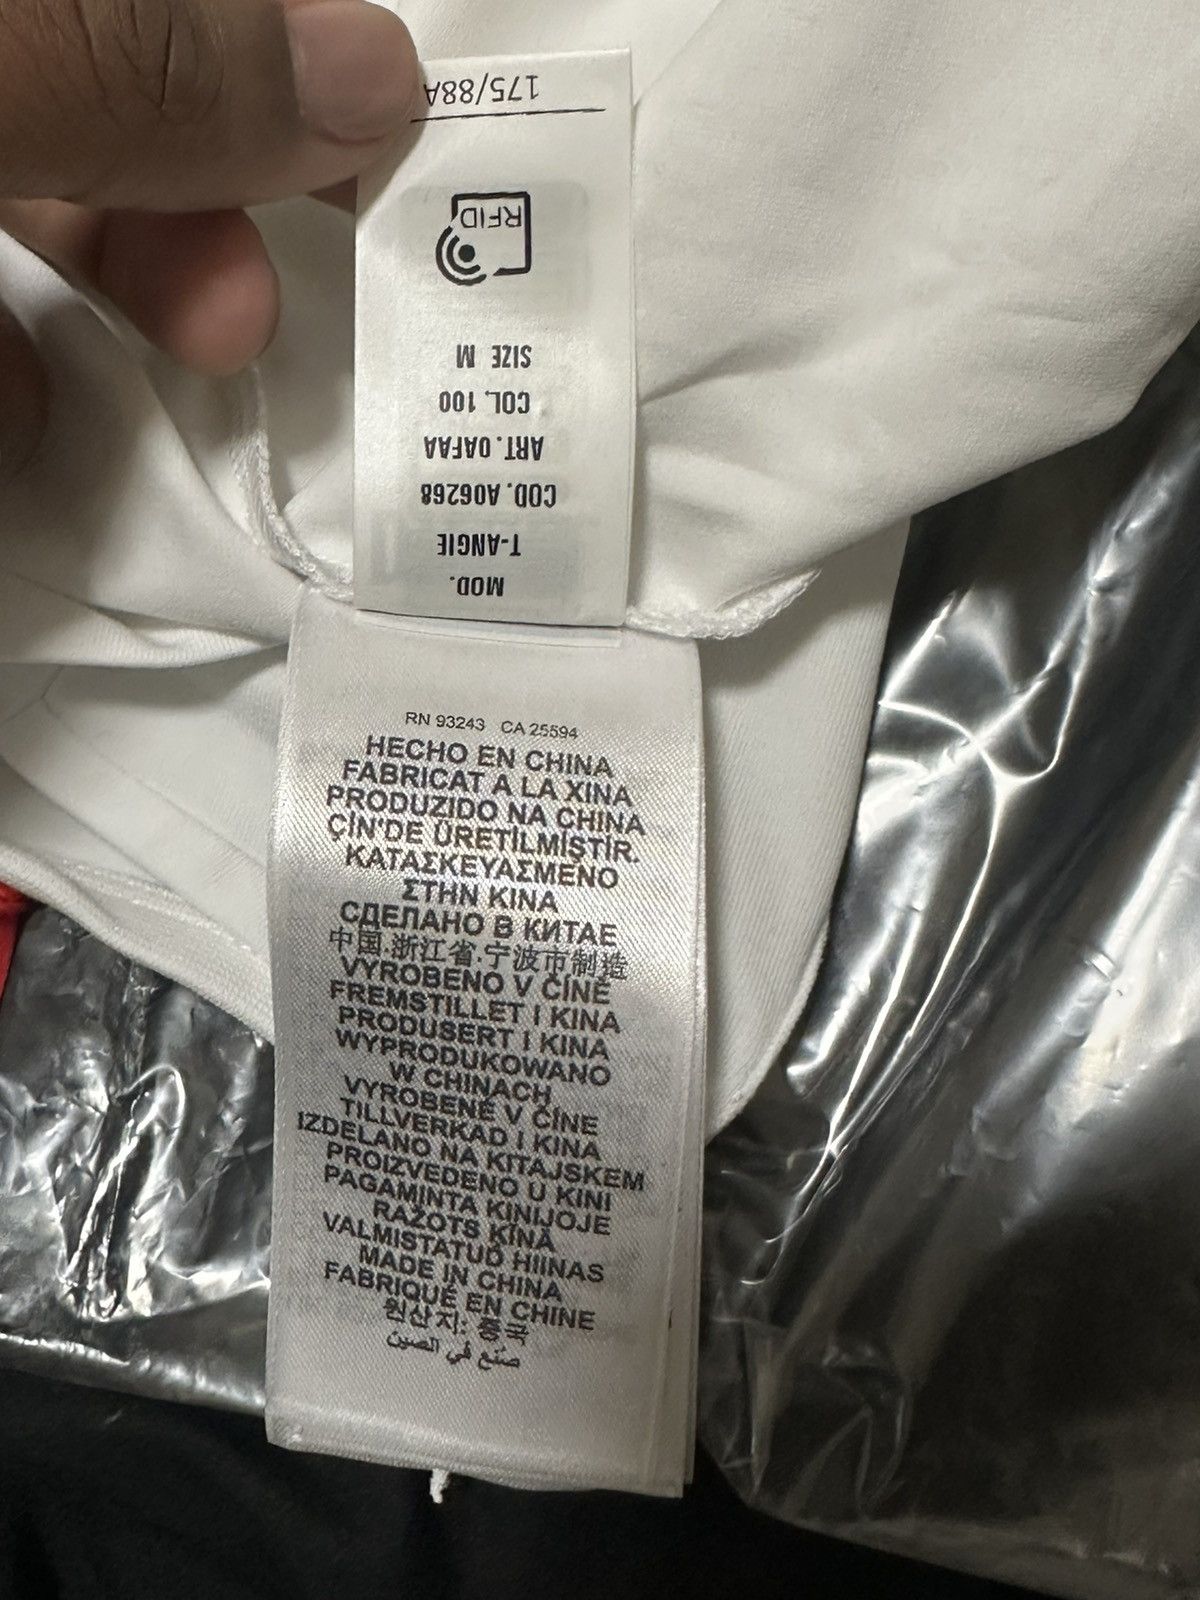 175/88A
RFID
SIZE M
COL. 100
ART. 0AFAA
COD. A06268
T-ANGIE
MOD.
RN 93243 CA 25594
HECHO EN CHINA
FABRICAT A LA XINA
PRODUZIDO NA CHINA
ÇİN'DE ÜRETİLMİŞTİR.
ΚΑΤΑΣΚΕΥΑΣΜΕΝΟ
ΣΤΗΝ ΚΙΝΑ
СДЕЛАНО В КИТАЕ
中国.浙江省.宁波市制造
VYROBENO V ČÍNĚ
FREMSTILLET I KINA
PRODUSERT I KINA
WYPRODUKOWANO
W CHINACH
VYROBENÉ V ČÍNE
TILLVERKAD I KINA
IZDELANO NA KITAJSKEM
PROIZVEDENO U KINI
PAGAMINTA KINIJOJE
RAŽOTS ĶĪNĀ
VALMISTATUD HIINAS
MADE IN CHINA
FABRIQUÉ EN CHINE
원산지: 중국
صنع في الصين